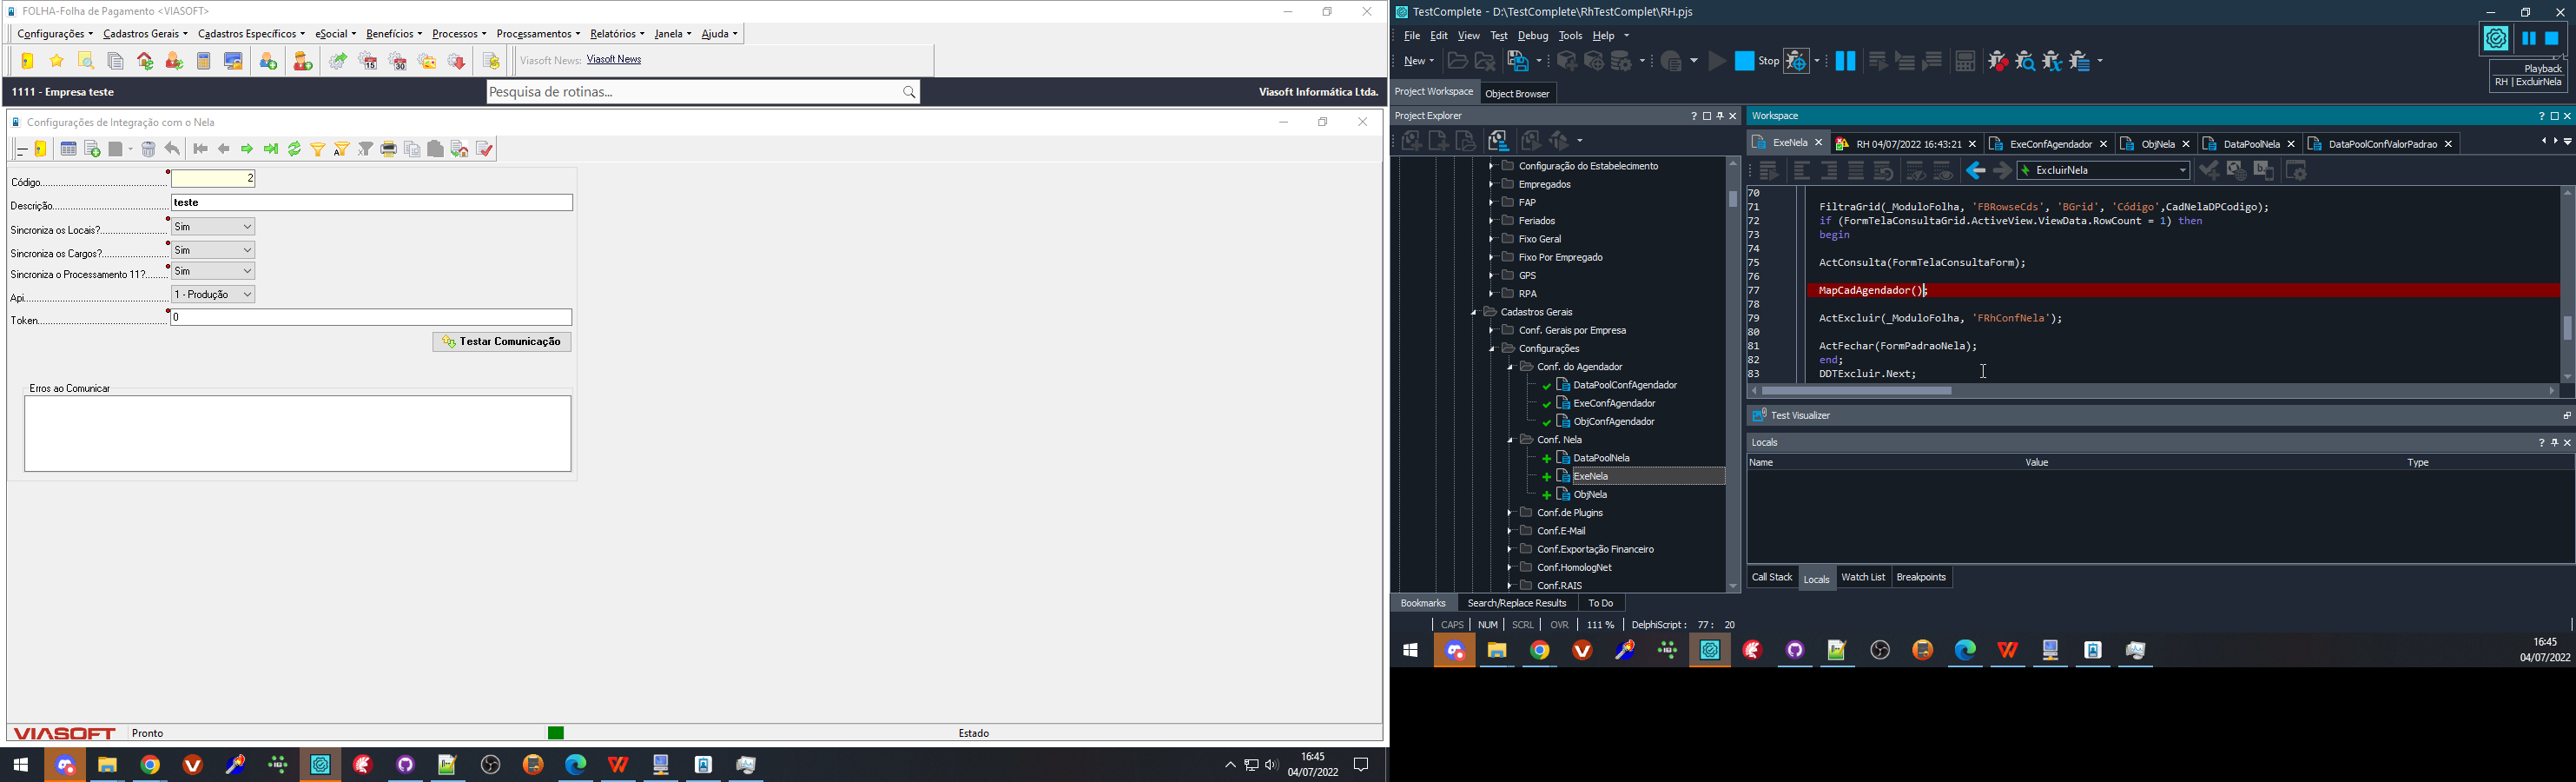 FOLHA-Folha de Pagamento <VIASOFT>
Configurações Cadastros Gerais Cadastros Específicos eSocial Benefícios Processos Processamentos Relatórios Janela Ajuda
Viasoft News: Viasoft News
1111 - Empresa teste
Pesquisa de rotinas...
Viasoft Informática Ltda.
Configurações de Integração com o Nela
Código
2
Descrição
teste
Sincroniza os Locais?
Sim
Sincroniza os Cargos?
Sim
Sincroniza o Processamento 11?
Sim
Api
1 - Produção
Token
0
Testar Comunicação
Erros ao Comunicar
VIASOFT
Pronto
Estado
16:45
04/07/2022
TestComplete - D:\TestComplete\RhTestComplet\RH.pjs
File Edit View Test Debug Tools Help
New
Stop
Playback
RH | ExcluirNela
Project Workspace
Object Browser
Project Explorer
Configuração do Estabelecimento
Empregados
FAP
Feriados
Fixo Geral
Fixo Por Empregado
GPS
RPA
Cadastros Gerais
Conf. Gerais por Empresa
Configurações
Conf. do Agendador
DataPoolConfAgendador
ExeConfAgendador
ObjConfAgendador
Conf. Nela
DataPoolNela
ExeNela
ObjNela
Conf.de Plugins
Conf.E-Mail
Conf.Exportação Financeiro
Conf.HomologNet
Conf.RAIS
Bookmarks
Search/Replace Results
To Do
Workspace
ExeNela
RH 04/07/2022 16:43:21
ExeConfAgendador
ObjNela
DataPoolNela
DataPoolConfValorPadrao
ExcluirNela
70
71 FiltraGrid(_ModuloFolha, 'FBRowseCds', 'BGrid', 'Código',CadNelaDPCodigo);
72 if (FormTelaConsultaGrid.ActiveView.ViewData.RowCount = 1) then
73 begin
74
75 ActConsulta(FormTelaConsultaForm);
76
77 MapCadAgendador();
78
79 ActExcluir(_ModuloFolha, 'FRhConfNela');
80
81 ActFechar(FormPadraoNela);
82 end;
83 DDTExcluir.Next;
Test Visualizer
Locals
Name
Value
Type
Call Stack
Locals
Watch List
Breakpoints
CAPS NUM SCRL OVR 111 % DelphiScript : 77 : 20
16:45
04/07/2022